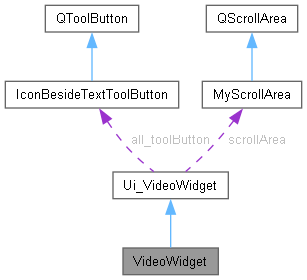 QToolButton
QScrollArea
IconBesideTextToolButton
MyScrollArea
all_toolButton
scrollArea
Ui_VideoWidget
VideoWidget